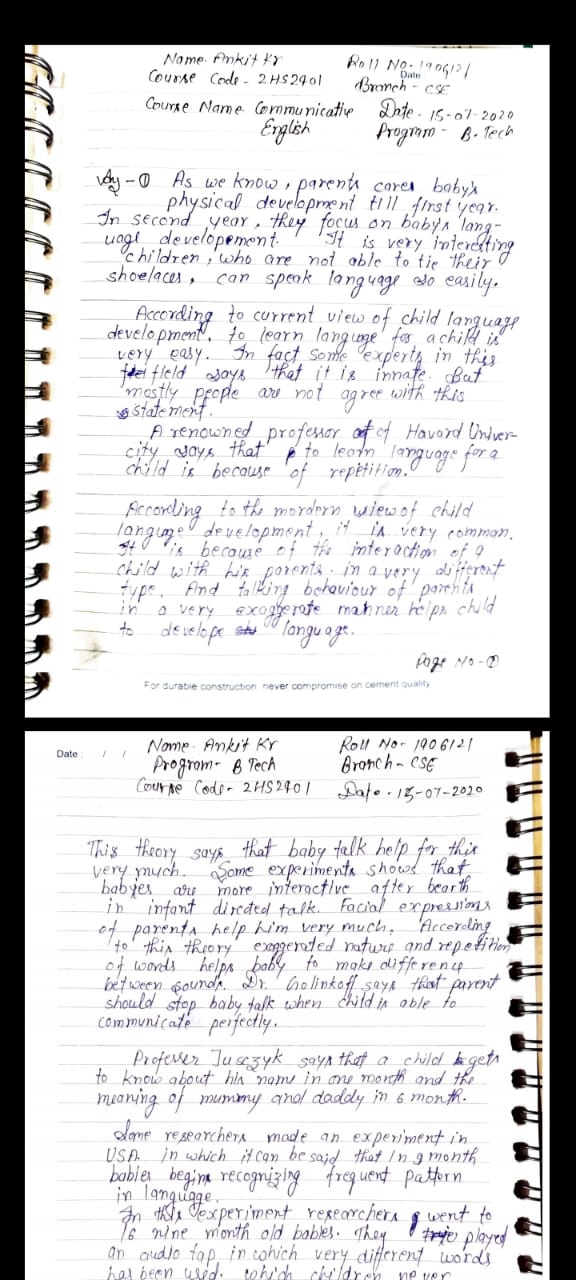 Name- Ankit Kr Roll No- 1906121
Date
Course Code - 2HS2401 Branch - CSE
Course Name Communicative Date - 15-07-2020
English Program - B.Tech
① As we know, parents cares baby's
physical development till first year.
In second year, they focus on baby's lang-
uage developement. It is very interesting
children, who are not able to tie their
shoelaces, can speak language so easily.
According to current view of child language
development, to learn language for a child is
very easy. In fact some experts in this
field says that it is innate. But
mostly people are not agree with this
statement.
A renowned professor of Havard Univer-
city says that to learn language for a
child is because of repetition.
According to the mordern view of child
language development, it is very common.
It is because of the interaction of a
child with his parents in a very different
type. And talking behaviour of parents
in a very exaggerate manner helps child
to develope language.
Page No - ①
For durable construction, never compromise on cement quality
Date : / / Name- Ankit Kr Roll No- 1906121
Program- B Tech Branch - CSE
Course Code- 2HS2401 Date - 15-07-2020
This theory says that baby talk help for this
very much. Some experiments shows that
babyes are more interactive after bearth
in infant directed talk. Facial expressions
of parents help him very much. According
to this theory exaggerated nature and repetition
of words helps baby to make difference
between sounds. Dr. Golinkoff says that parent
should stop baby talk when child is able to
communicate perfectly.
Professer Jusczyk says that a child gets
to know about his name in one month and the
meaning of mummy and daddy in 6 month.
Some researchers made an experiment in
USA in which it can be said that in 9 month
babies begins recognizing frequent pattern
in language.
In this experiment researchers went to
16 nine month old babies. They played
an audio tap in which very different words
has been used, which children never